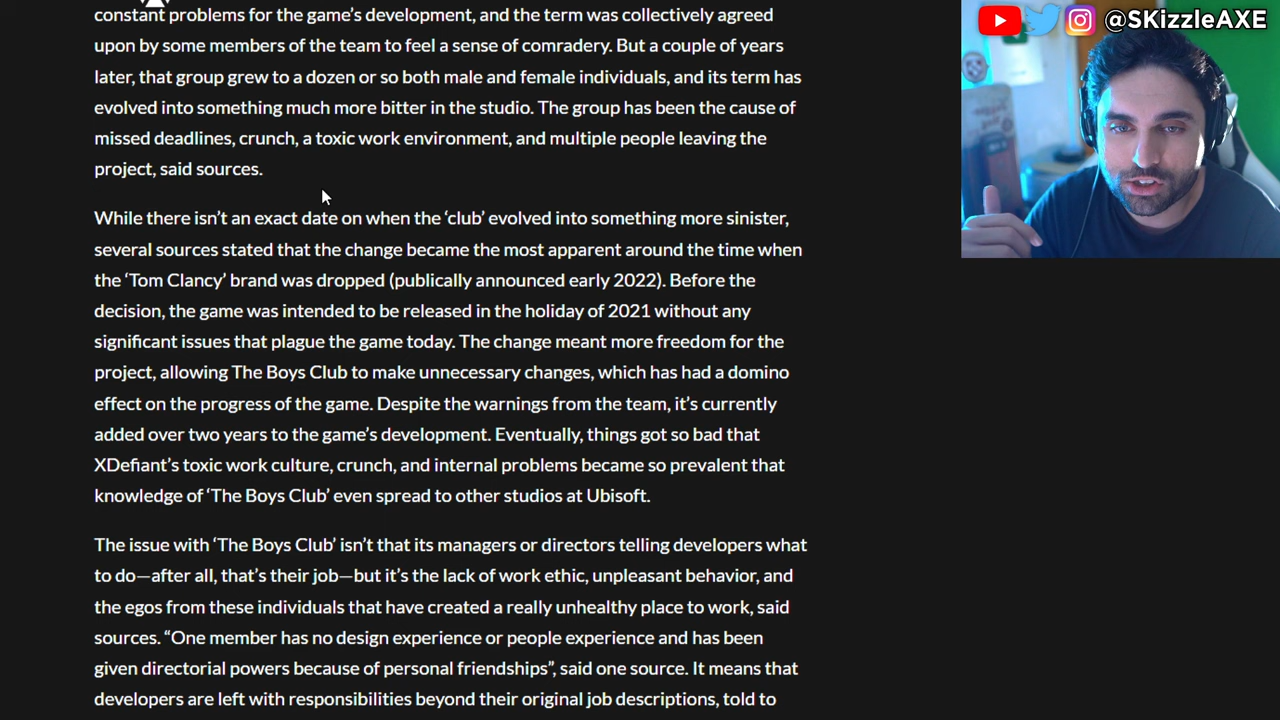 constant problems for the game’s development, and the term was collectively agreed
upon by some members of the team to feel a sense of comradery. But a couple of years
later, that group grew to a dozen or so both male and female individuals, and its term has
evolved into something much more bitter in the studio. The group has been the cause of
missed deadlines, crunch, a toxic work environment, and multiple people leaving the
project, said sources.
While there isn’t an exact date on when the ‘club’ evolved into something more sinister,
several sources stated that the change became the most apparent around the time when
the ‘Tom Clancy’ brand was dropped (publically announced early 2022). Before the
decision, the game was intended to be released in the holiday of 2021 without any
significant issues that plague the game today. The change meant more freedom for the
project, allowing The Boys Club to make unnecessary changes, which has had a domino
effect on the progress of the game. Despite the warnings from the team, it’s currently
added over two years to the game’s development. Eventually, things got so bad that
XDefiant’s toxic work culture, crunch, and internal problems became so prevalent that
knowledge of ‘The Boys Club’ even spread to other studios at Ubisoft.
The issue with ‘The Boys Club’ isn’t that its managers or directors telling developers what
to do—after all, that’s their job—but it’s the lack of work ethic, unpleasant behavior, and
the egos from these individuals that have created a really unhealthy place to work, said
sources. “One member has no design experience or people experience and has been
given directorial powers because of personal friendships”, said one source. It means that
developers are left with responsibilities beyond their original job descriptions, told to
@SKizzleAXE